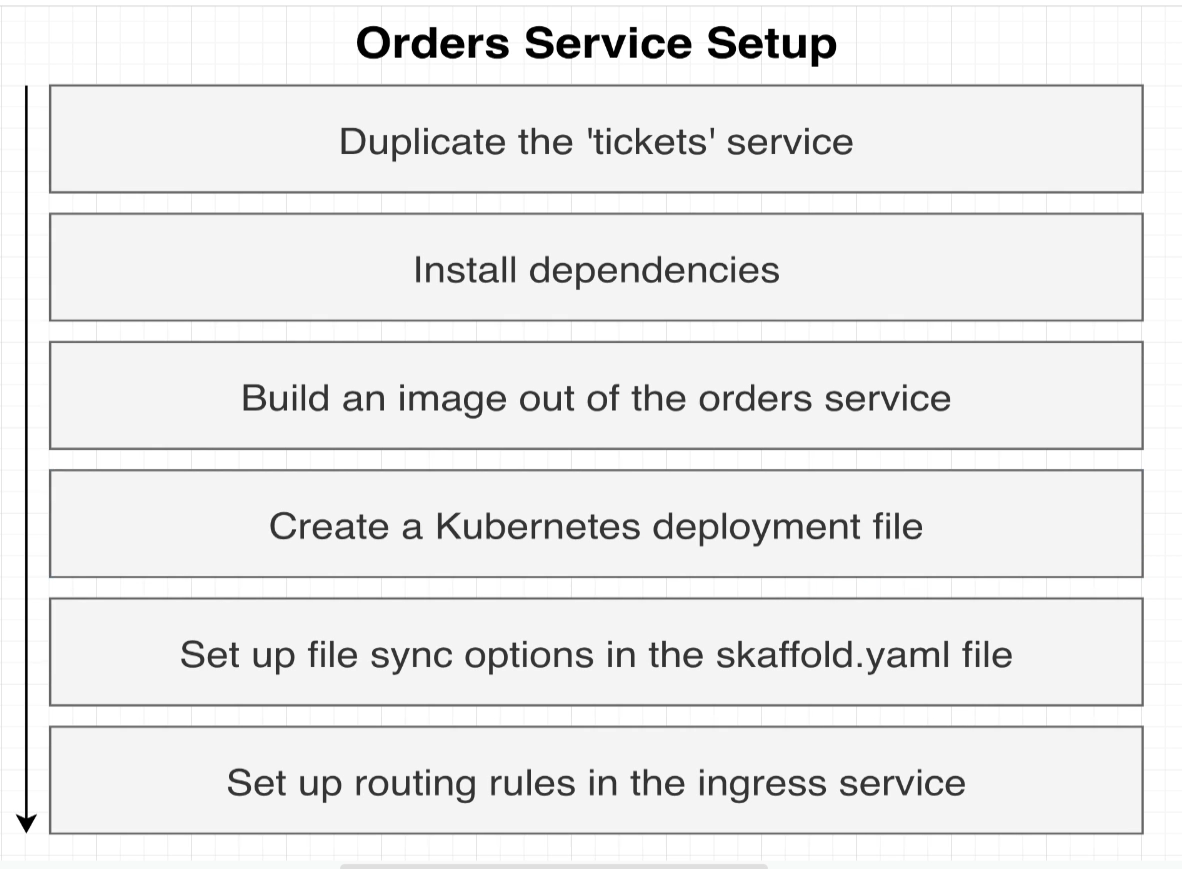 Orders Service Setup
Duplicate the 'tickets' service
Install dependencies
Build an image out of the orders service
Create a Kubernetes deployment file
Set up file sync options in the skaffold.yaml file
Set up routing rules in the ingress service